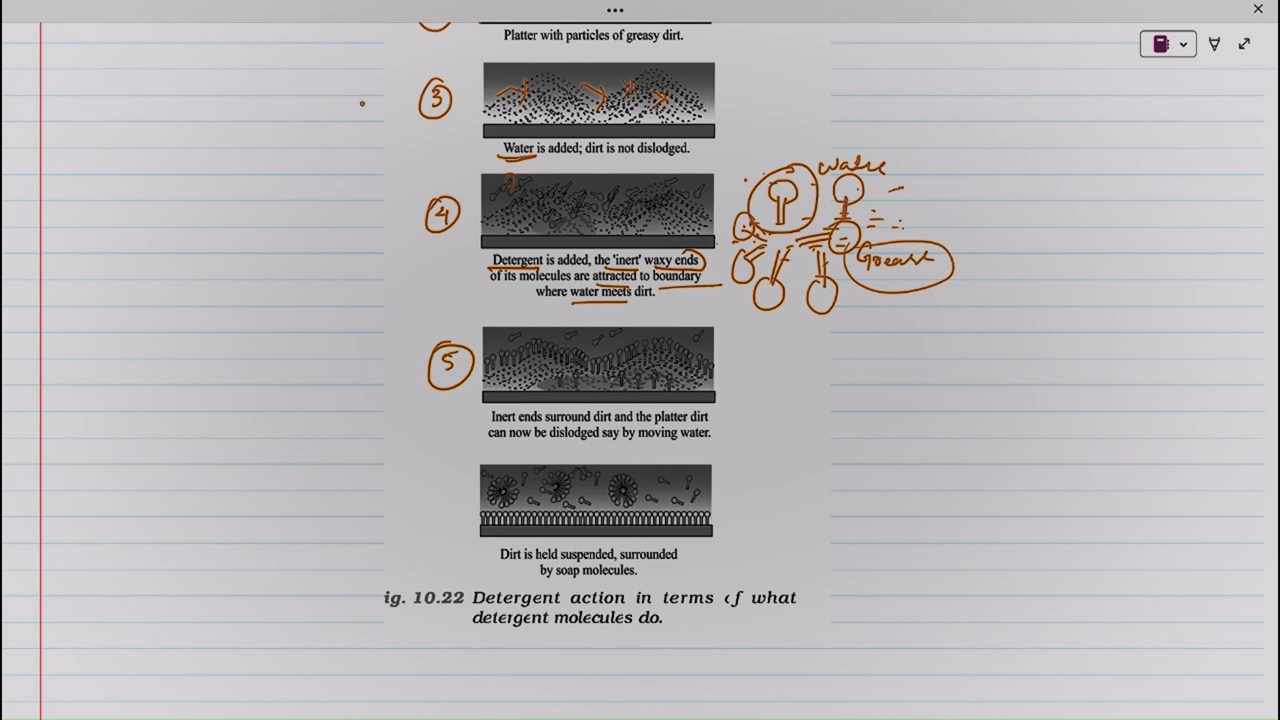 Platter with particles of greasy dirt.
3
Water is added; dirt is not dislodged.
Water
4
Detergent is added, the 'inert' waxy ends
of its molecules are attracted to boundary
where water meets dirt.
Grease
5
Inert ends surround dirt and the platter dirt
can now be dislodged say by moving water.
Dirt is held suspended, surrounded
by soap molecules.
ig. 10.22 Detergent action in terms of what
detergent molecules do.